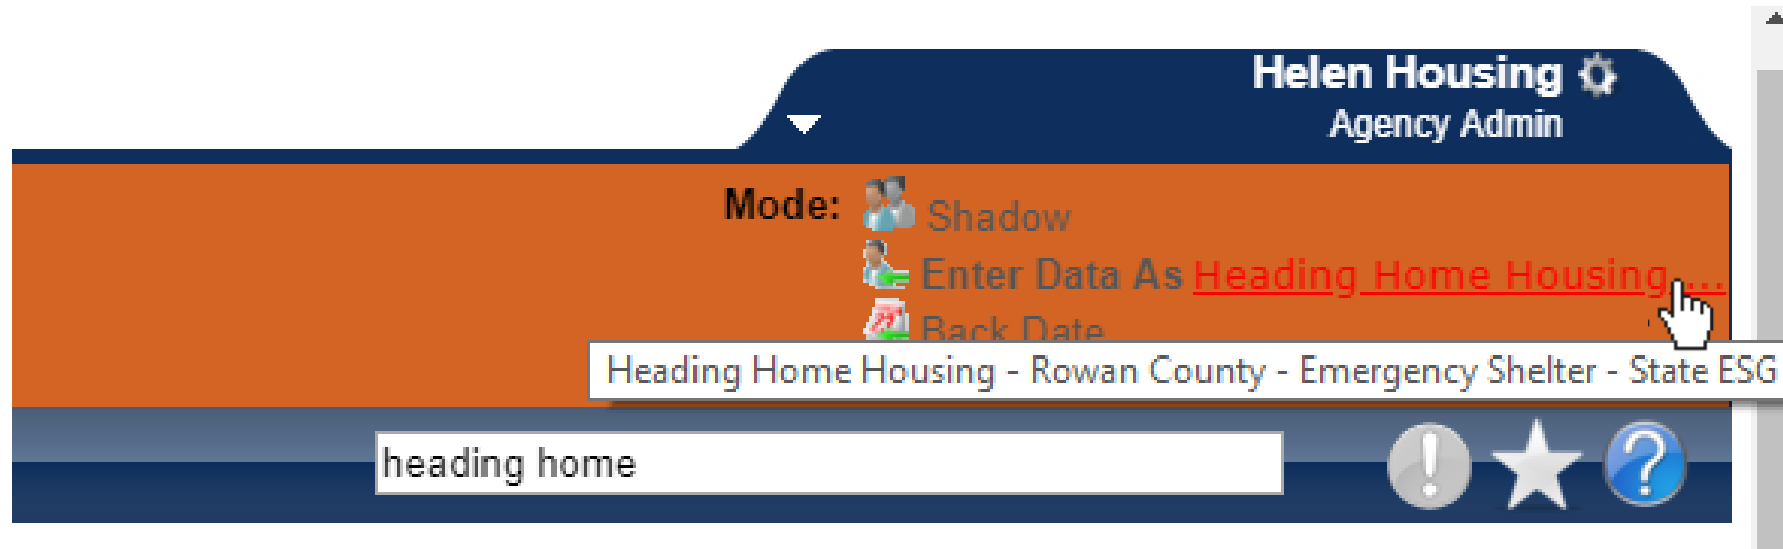 Helen Housing
Agency Admin
Mode: Shadow
Enter Data As Heading Home Housing ...
Back Date
Heading Home Housing - Rowan County - Emergency Shelter - State ESG
heading home